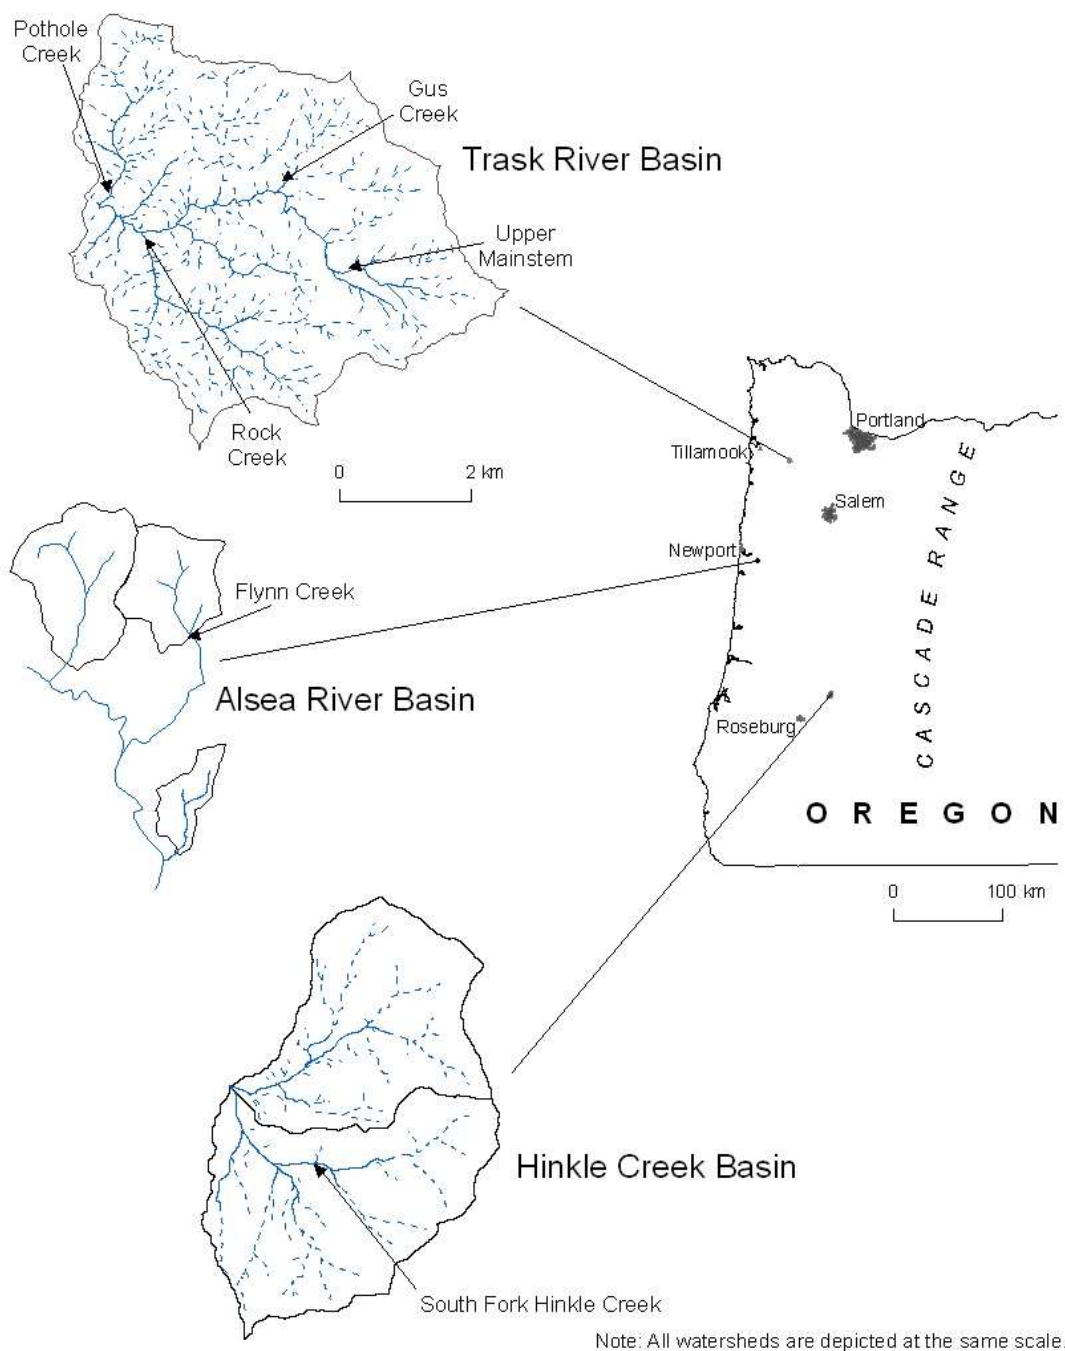 Pothole
Creek
Gus
Creek
Trask River Basin
Upper
Mainstem
Rock
Creek
0 2 km
Portland
Tillamook
Salem
Newport
CASCADE RANGE
Flynn Creek
Alsea River Basin
Roseburg
OREGON
0 100 km
Hinkle Creek Basin
South Fork Hinkle Creek
Note: All watersheds are depicted at the same scale.